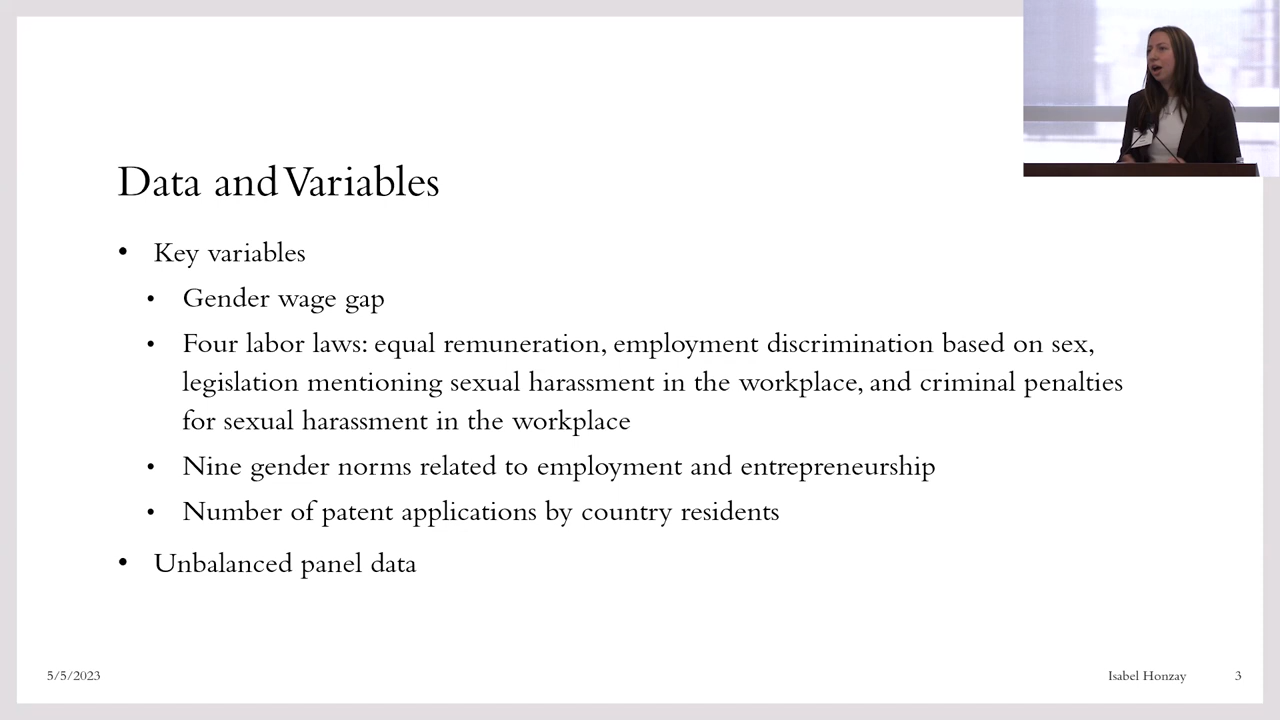 Data and Variables
• Key variables
• Gender wage gap
• Four labor laws: equal remuneration, employment discrimination based on sex,
legislation mentioning sexual harassment in the workplace, and criminal penalties
for sexual harassment in the workplace
• Nine gender norms related to employment and entrepreneurship
• Number of patent applications by country residents
• Unbalanced panel data
5/5/2023
Isabel Honzay
3